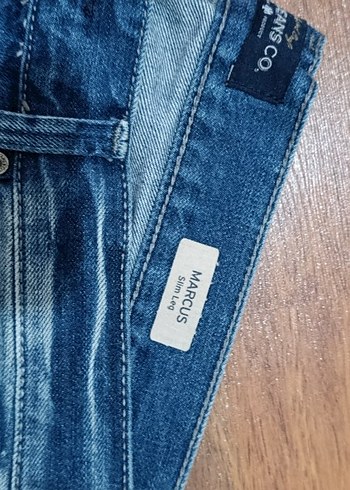 ANS CO.
MARCUS
Slim Leg